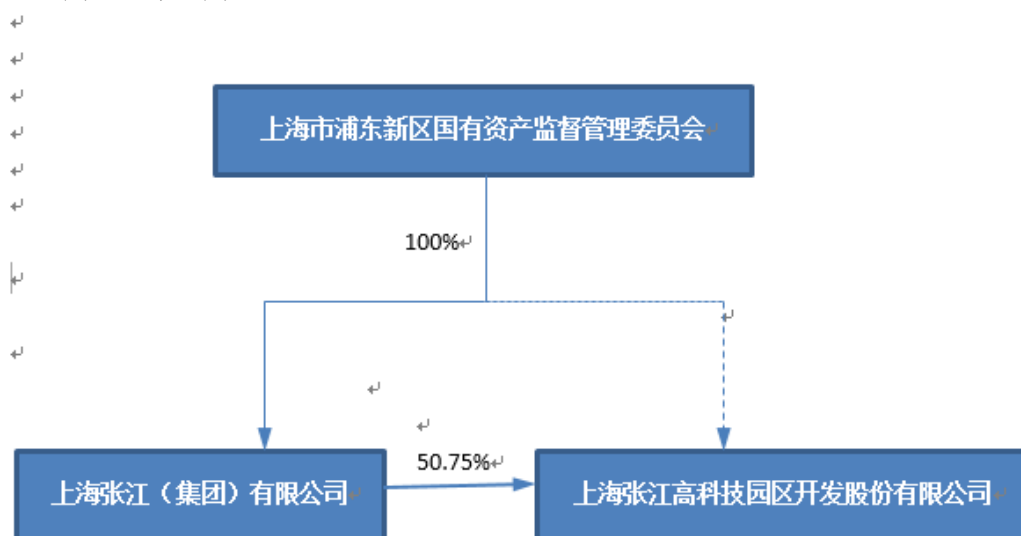 上海市浦东新区国有资产监督管理委员会
100%
50.75%
上海张江（集团）有限公司
上海张江高科技园区开发股份有限公司